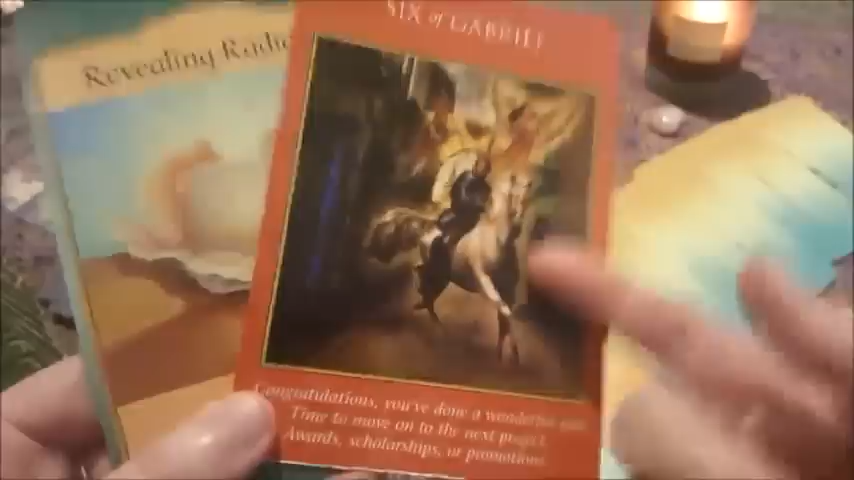 Revealing
SIX of GABRIEL
Congratulations, you've done a wonderful job.
Time to move on to the next project.
Awards, scholarships, or promotions.